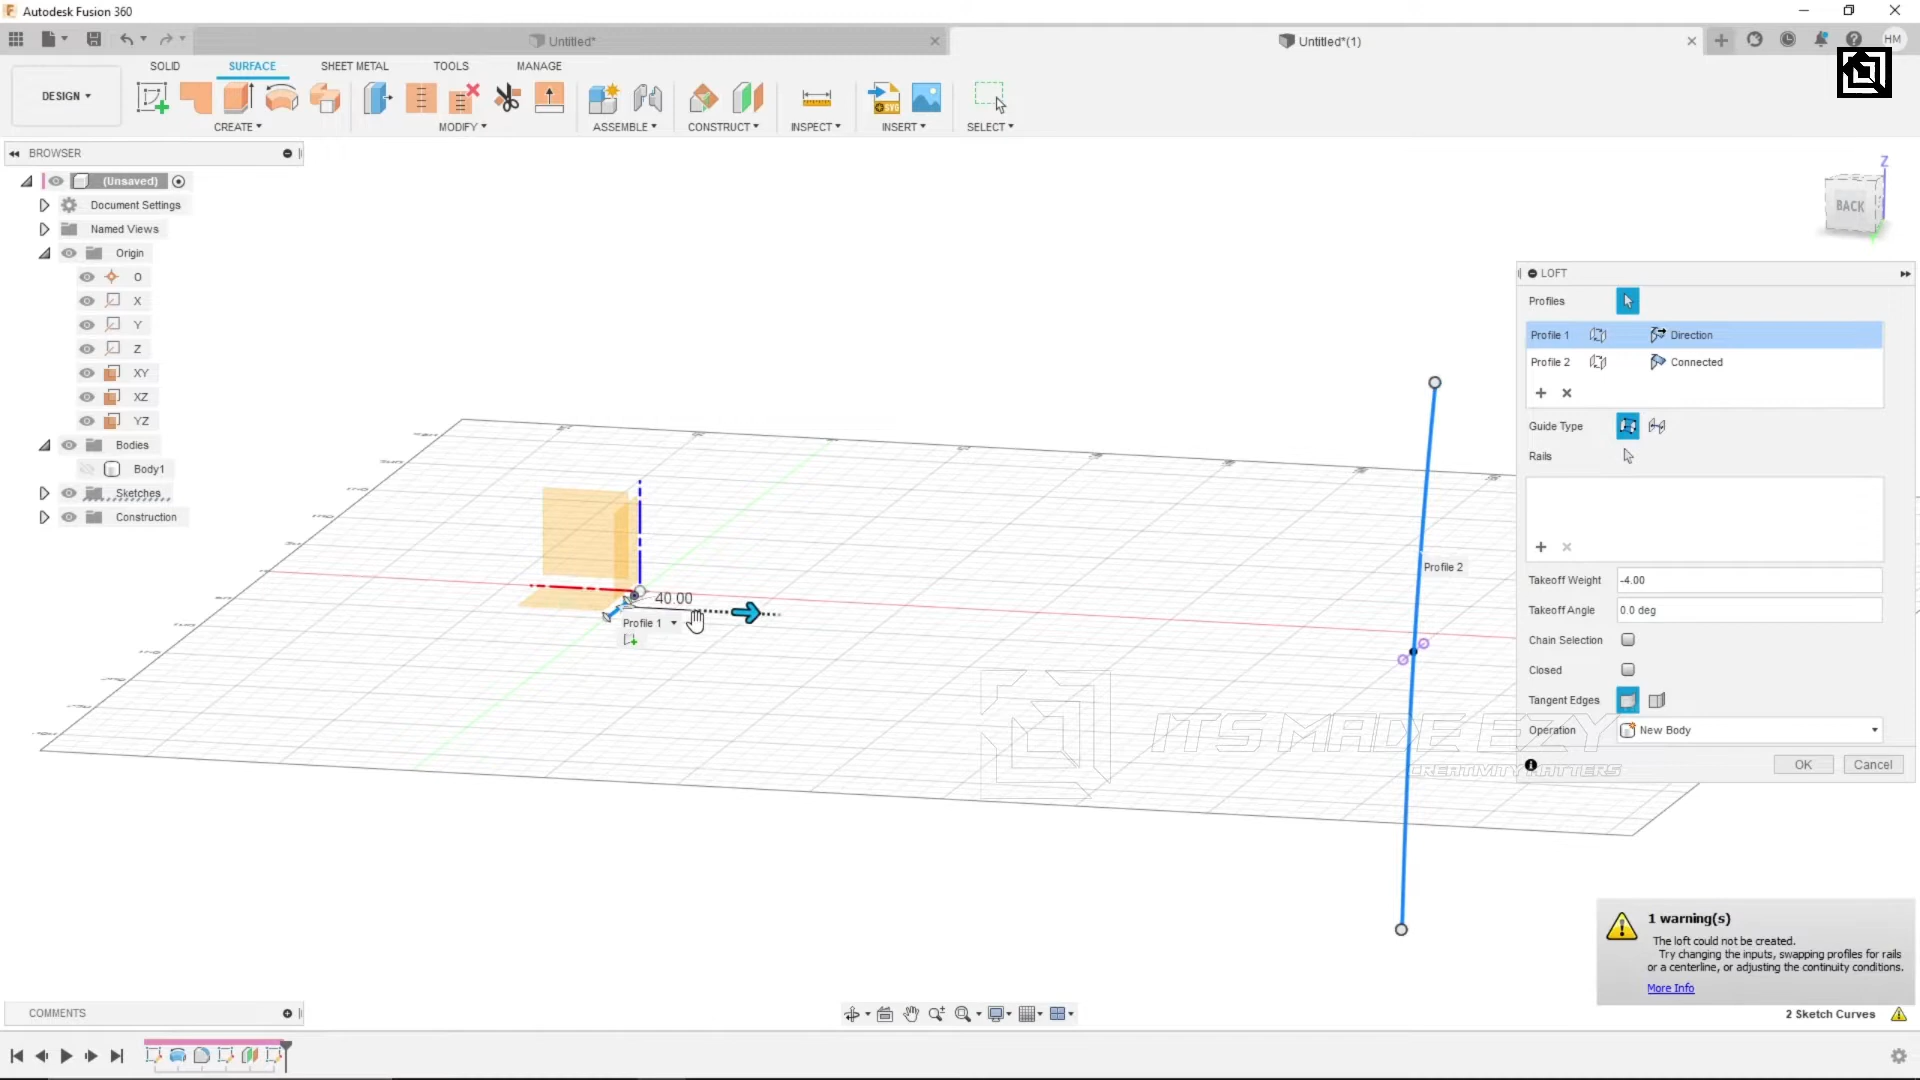 Autodesk Fusion 360
Untitled*
Untitled*(1)
HM
DESIGN
SOLID
SURFACE
SHEET METAL
TOOLS
MANAGE
CREATE
MODIFY
ASSEMBLE
CONSTRUCT
INSPECT
INSERT
SELECT
BROWSER
(Unsaved)
Document Settings
Named Views
Origin
O
X
Y
Z
XY
XZ
YZ
Bodies
Body1
Sketches
Construction
Z
BACK
LOFT
Profiles
Profile 1 Direction
Profile 2 Connected
Guide Type
Rails
Takeoff Weight -4.00
Takeoff Angle 0.0 deg
Chain Selection
Closed
Tangent Edges
Operation New Body
OK Cancel
40.00
Profile 1
Profile 2
ITS MADE EZY
CREATIVITY MATTERS
1 warning(s)
The loft could not be created.
Try changing the inputs, swapping profiles for rails
or a centerline, or adjusting the continuity conditions.
More Info
2 Sketch Curves
COMMENTS